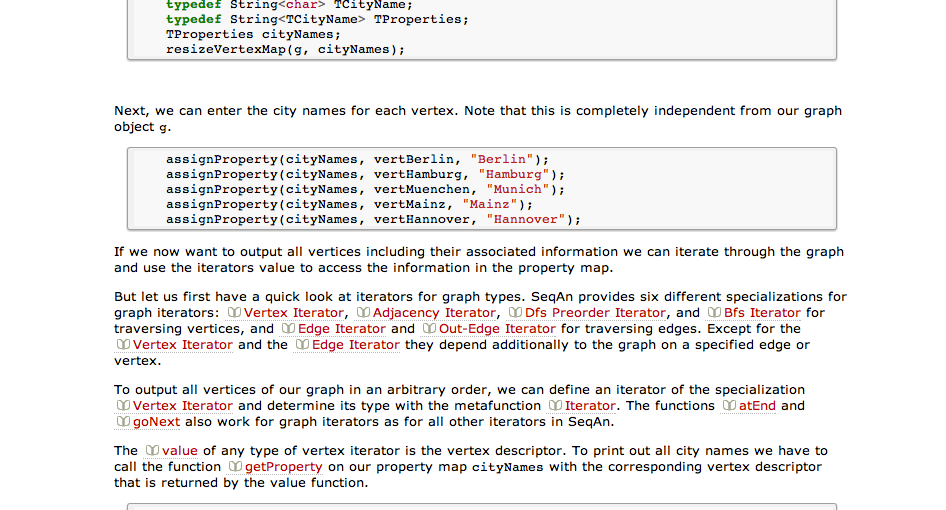 typedef String<char> TCityName;
typedef String<TCityName> TProperties;
TProperties cityNames;
resizeVertexMap(g, cityNames);
Next, we can enter the city names for each vertex. Note that this is completely independent from our graph
object g.
assignProperty(cityNames, vertBerlin, "Berlin");
assignProperty(cityNames, vertHamburg, "Hamburg");
assignProperty(cityNames, vertMuenchen, "Munich");
assignProperty(cityNames, vertMainz, "Mainz");
assignProperty(cityNames, vertHannover, "Hannover");
If we now want to output all vertices including their associated information we can iterate through the graph
and use the iterators value to access the information in the property map.
But let us first have a quick look at iterators for graph types. SeqAn provides six different specializations for
graph iterators: Vertex Iterator, Adjacency Iterator, Dfs Preorder Iterator, and Bfs Iterator for
traversing vertices, and Edge Iterator and Out-Edge Iterator for traversing edges. Except for the
Vertex Iterator and the Edge Iterator they depend additionally to the graph on a specified edge or
vertex.
To output all vertices of our graph in an arbitrary order, we can define an iterator of the specialization
Vertex Iterator and determine its type with the metafunction Iterator. The functions atEnd and
goNext also work for graph iterators as for all other iterators in SeqAn.
The value of any type of vertex iterator is the vertex descriptor. To print out all city names we have to
call the function getProperty on our property map cityNames with the corresponding vertex descriptor
that is returned by the value function.